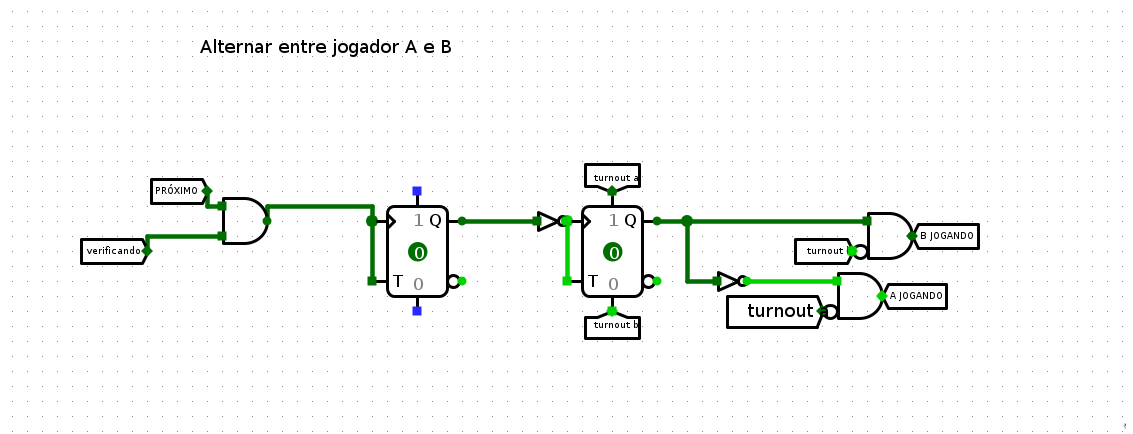 Alternar entre jogador A e B
turnout a
PRÓXIMO
1 Q
1 Q
0
0
B JOGANDO
verificando
turnout
T 0
T 0
A JOGANDO
turnout
turnout b